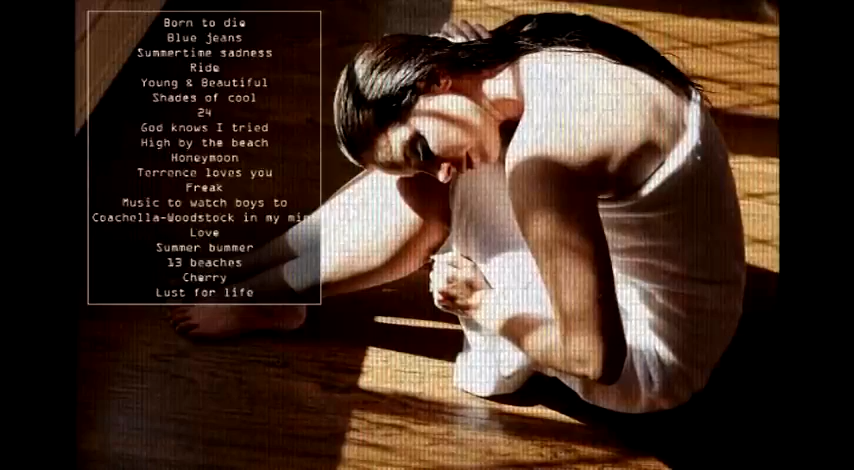 Born to die
Blue jeans
Summertime sadness
Ride
Young & Beautiful
Shades of cool
24
God knows I tried
High by the beach
Honeymoon
Terrence loves you
Freak
Music to watch boys to
Coachella-Woodstock in my min
Love
Summer bummer
13 beaches
Cherry
Lust for life